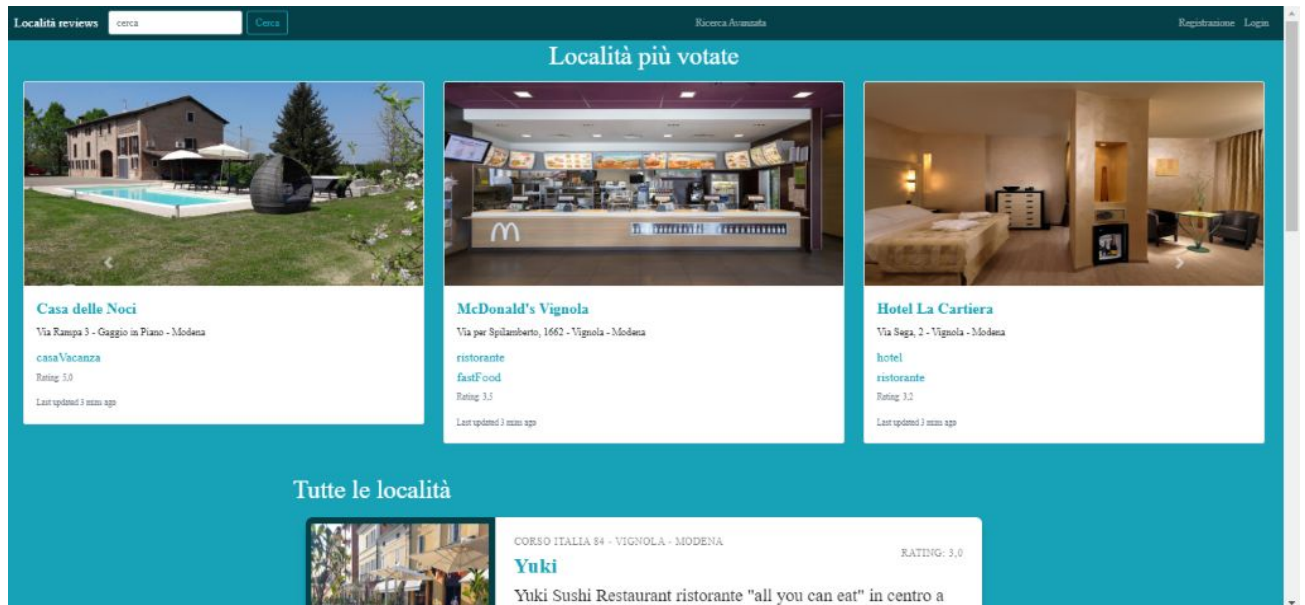 Località reviews cerca Cerca Ricerca Avanzata Registrazione Login
Località più votate
Casa delle Noci
Via Rampa 3 - Gaggio in Piano - Modena
casaVacanza
Rating: 5,0
Last updated 3 mins ago
McDonald's Vignola
Via per Spilamberto, 1662 - Vignola - Modena
ristorante
fastFood
Rating: 3,5
Last updated 3 mins ago
Hotel La Cartiera
Via Sega, 2 - Vignola - Modena
hotel
ristorante
Rating: 3,2
Last updated 3 mins ago
Tutte le località
CORSO ITALIA 84 - VIGNOLA - MODENA
RATING: 3,0
Yuki
Yuki Sushi Restaurant ristorante "all you can eat" in centro a